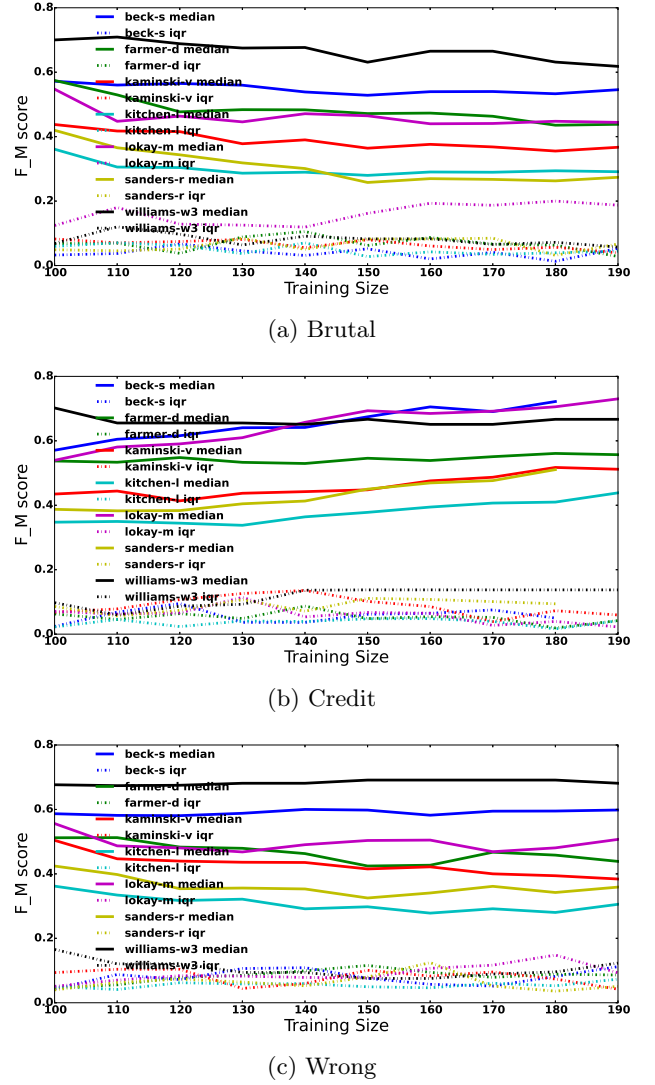 0.8
0.6
0.4
0.2
0.0
F_M score
beck-s median
beck-s iqr
farmer-d median
farmer-d iqr
kaminski-v median
kaminski-v iqr
kitchen-l median
kitchen-l iqr
lokay-m median
lokay-m iqr
sanders-r median
sanders-r iqr
williams-w3 median
williams-w3 iqr
100 110 120 130 140 150 160 170 180 190
Training Size
(a) Brutal
0.8
0.6
0.4
0.2
0.0
F_M score
beck-s median
beck-s iqr
farmer-d median
farmer-d iqr
kaminski-v median
kaminski-v iqr
kitchen-l median
kitchen-l iqr
lokay-m median
lokay-m iqr
sanders-r median
sanders-r iqr
williams-w3 median
williams-w3 iqr
100 110 120 130 140 150 160 170 180 190
Training Size
(b) Credit
0.8
0.6
0.4
0.2
0.0
F_M score
beck-s median
beck-s iqr
farmer-d median
farmer-d iqr
kaminski-v median
kaminski-v iqr
kitchen-l median
kitchen-l iqr
lokay-m median
lokay-m iqr
sanders-r median
sanders-r iqr
williams-w3 median
williams-w3 iqr
100 110 120 130 140 150 160 170 180 190
Training Size
(c) Wrong